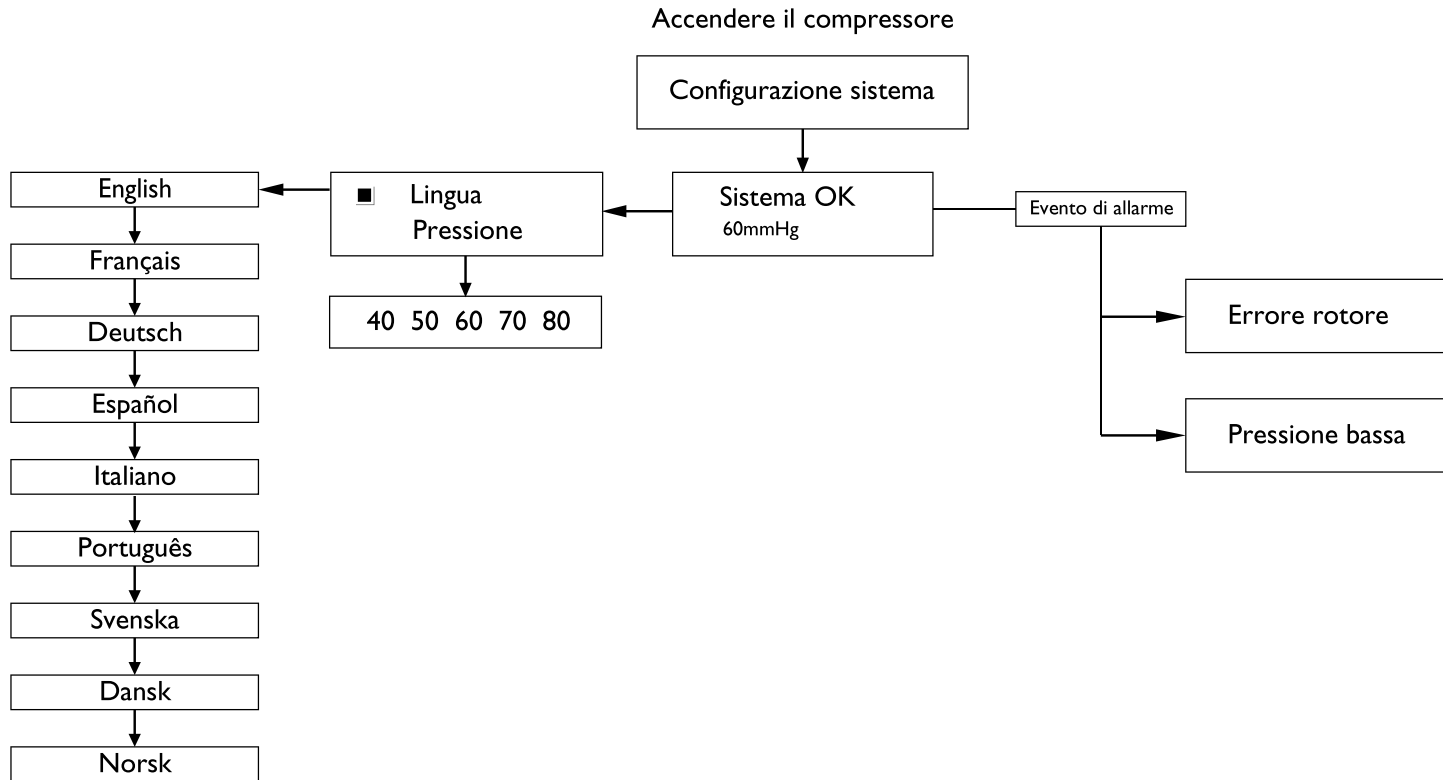 Accendere il compressore
Configurazione sistema
Sistema OK
60mmHg
Lingua
Pressione
40 50 60 70 80
English
Français
Deutsch
Español
Italiano
Português
Svenska
Dansk
Norsk
Evento di allarme
Errore rotore
Pressione bassa